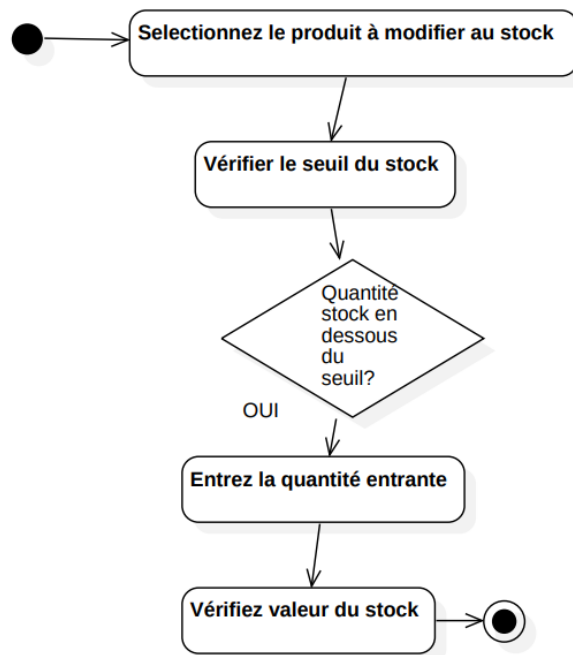 Selectionnez le produit à modifier au stock
Vérifier le seuil du stock
Quantité
stock en
dessous
du
seuil?
OUI
Entrez la quantité entrante
Vérifiez valeur du stock